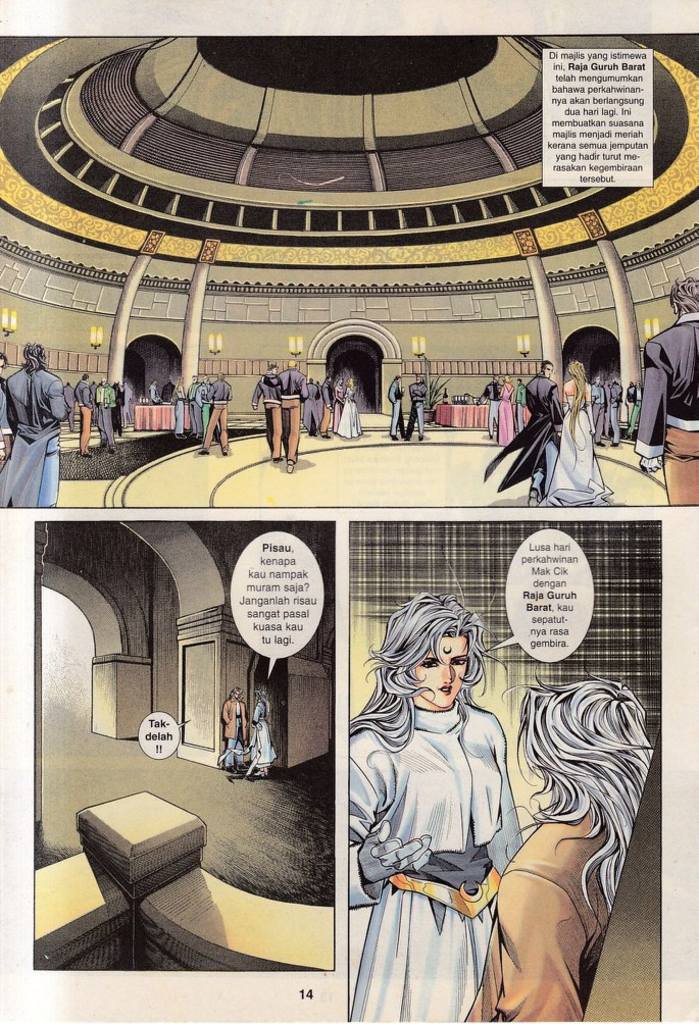 Di majlis yang istimewa
ini, Raja Guruh Barat
telah mengumumkan
bahawa perkahwinan-
nya akan berlangsung
dua hari lagi. Ini
membuatkan suasana
majlis menjadi meriah
kerana semua jemputan
yang hadir turut me-
rasakan kegembiraan
tersebut.
Pisau,
kenapa
kau nampak
muram saja?
Janganlah risau
sangat pasal
kuasa kau
tu lagi.
Tak-
delah
!!
Lusa hari
perkahwinan
Mak Cik
dengan
Raja Guruh
Barat, kau
sepatut-
nya rasa
gembira.
14